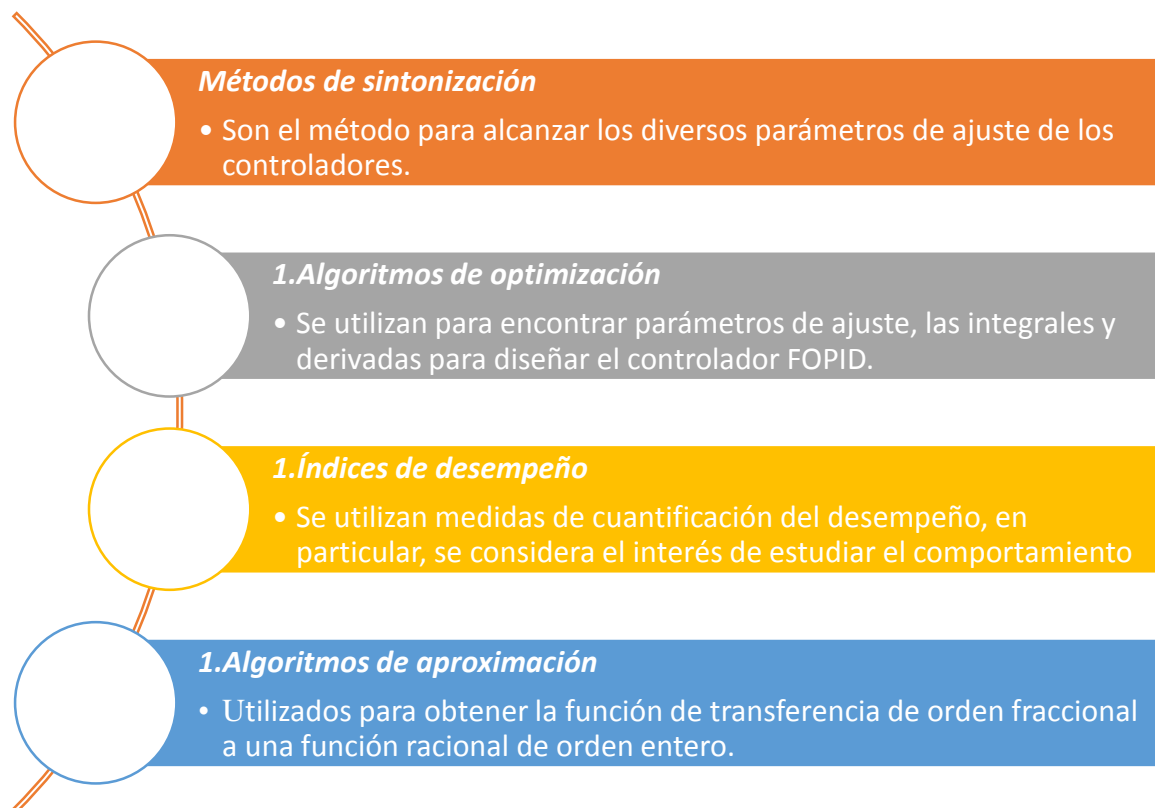 Métodos de sintonización
• Son el método para alcanzar los diversos parámetros de ajuste de los
controladores.
1.Algoritmos de optimización
• Se utilizan para encontrar parámetros de ajuste, las integrales y
derivadas para diseñar el controlador FOPID.
1.Índices de desempeño
• Se utilizan medidas de cuantificación del desempeño, en
particular, se considera el interés de estudiar el comportamiento
1.Algoritmos de aproximación
• Utilizados para obtener la función de transferencia de orden fraccional
a una función racional de orden entero.